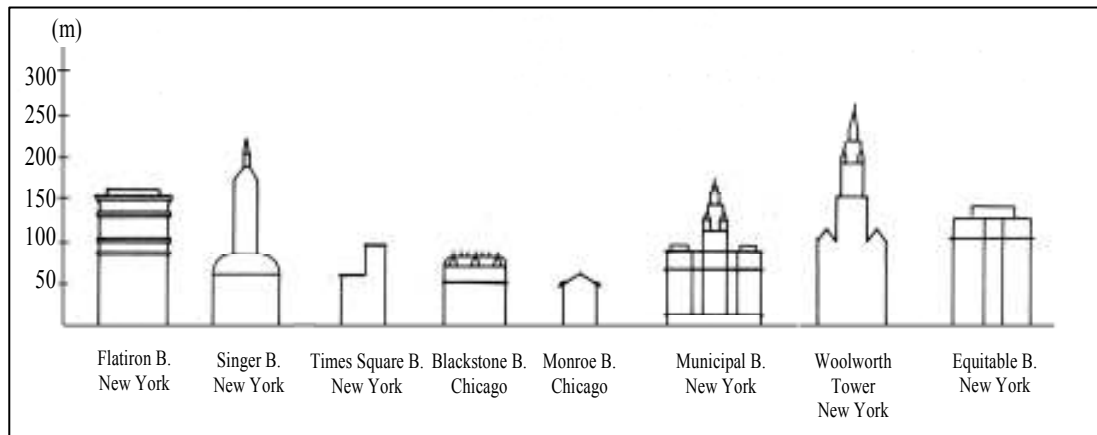 (m)
300
250
200
150
100
50
Flatiron B.
New York
Singer B.
New York
Times Square B.
New York
Blackstone B.
Chicago
Monroe B.
Chicago
Municipal B.
New York
Woolworth
Tower
New York
Equitable B.
New York